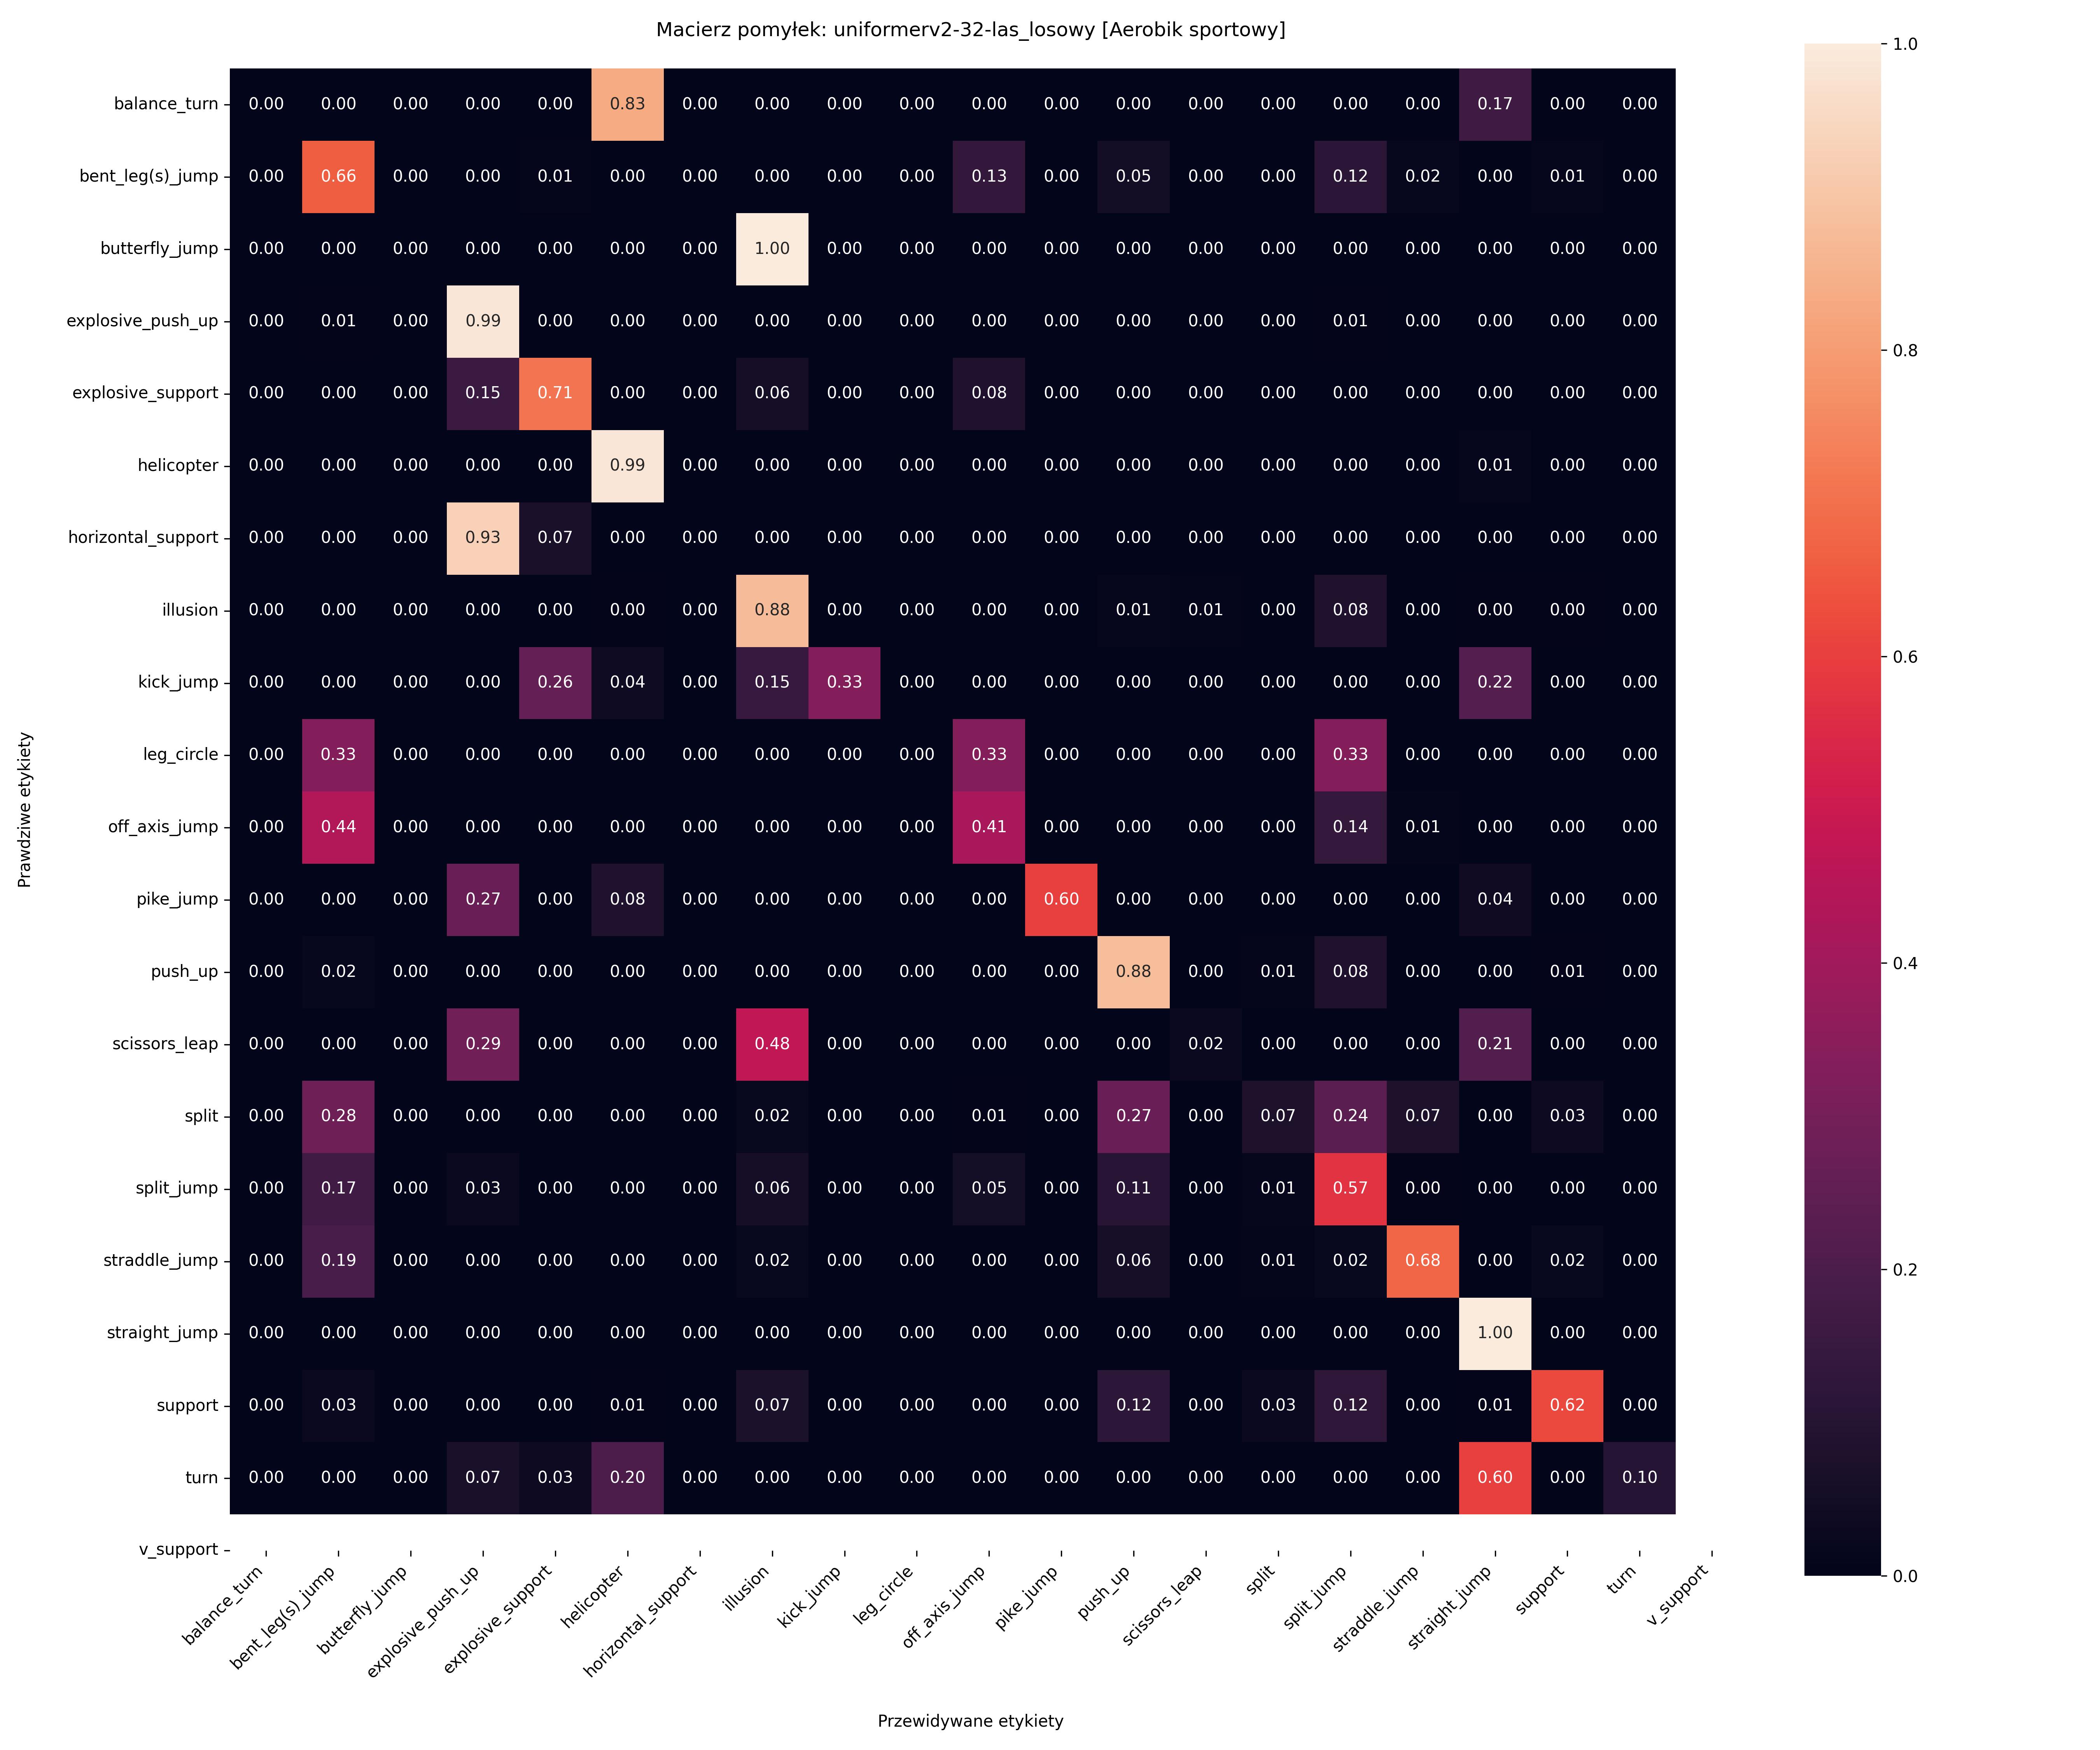 Macierz pomyłek: uniformerv2-32-las_losowy [Aerobik sportowy]
1.0
balance_turn 0.00 0.00 0.00 0.00 0.00 0.83 0.00 0.00 0.00 0.00 0.00 0.00 0.00 0.00 0.00 0.00 0.00 0.17 0.00 0.00
bent_leg(s)_jump 0.00 0.66 0.00 0.00 0.01 0.00 0.00 0.00 0.00 0.00 0.13 0.00 0.05 0.00 0.00 0.12 0.02 0.00 0.01 0.00
butterfly_jump 0.00 0.00 0.00 0.00 0.00 0.00 0.00 1.00 0.00 0.00 0.00 0.00 0.00 0.00 0.00 0.00 0.00 0.00 0.00 0.00
explosive_push_up 0.00 0.01 0.00 0.99 0.00 0.00 0.00 0.00 0.00 0.00 0.00 0.00 0.00 0.00 0.00 0.01 0.00 0.00 0.00 0.00
0.8
explosive_support 0.00 0.00 0.00 0.15 0.71 0.00 0.00 0.06 0.00 0.00 0.08 0.00 0.00 0.00 0.00 0.00 0.00 0.00 0.00 0.00
helicopter 0.00 0.00 0.00 0.00 0.00 0.99 0.00 0.00 0.00 0.00 0.00 0.00 0.00 0.00 0.00 0.00 0.00 0.01 0.00 0.00
horizontal_support 0.00 0.00 0.00 0.93 0.07 0.00 0.00 0.00 0.00 0.00 0.00 0.00 0.00 0.00 0.00 0.00 0.00 0.00 0.00 0.00
illusion 0.00 0.00 0.00 0.00 0.00 0.00 0.00 0.88 0.00 0.00 0.00 0.00 0.01 0.01 0.00 0.08 0.00 0.00 0.00 0.00
0.6
kick_jump 0.00 0.00 0.00 0.00 0.26 0.04 0.00 0.15 0.33 0.00 0.00 0.00 0.00 0.00 0.00 0.00 0.00 0.22 0.00 0.00
leg_circle 0.00 0.33 0.00 0.00 0.00 0.00 0.00 0.00 0.00 0.00 0.33 0.00 0.00 0.00 0.00 0.33 0.00 0.00 0.00 0.00
Prawdziwe etykiety
off_axis_jump 0.00 0.44 0.00 0.00 0.00 0.00 0.00 0.00 0.00 0.00 0.41 0.00 0.00 0.00 0.00 0.14 0.01 0.00 0.00 0.00
pike_jump 0.00 0.00 0.00 0.27 0.00 0.08 0.00 0.00 0.00 0.00 0.00 0.60 0.00 0.00 0.00 0.00 0.00 0.04 0.00 0.00
0.4
push_up 0.00 0.02 0.00 0.00 0.00 0.00 0.00 0.00 0.00 0.00 0.00 0.00 0.88 0.00 0.01 0.08 0.00 0.00 0.01 0.00
scissors_leap 0.00 0.00 0.00 0.29 0.00 0.00 0.00 0.48 0.00 0.00 0.00 0.00 0.00 0.02 0.00 0.00 0.00 0.21 0.00 0.00
split 0.00 0.28 0.00 0.00 0.00 0.00 0.00 0.02 0.00 0.00 0.01 0.00 0.27 0.00 0.07 0.24 0.07 0.00 0.03 0.00
split_jump 0.00 0.17 0.00 0.03 0.00 0.00 0.00 0.06 0.00 0.00 0.05 0.00 0.11 0.00 0.01 0.57 0.00 0.00 0.00 0.00
straddle_jump 0.00 0.19 0.00 0.00 0.00 0.00 0.00 0.02 0.00 0.00 0.00 0.00 0.06 0.00 0.01 0.02 0.68 0.00 0.02 0.00
0.2
straight_jump 0.00 0.00 0.00 0.00 0.00 0.00 0.00 0.00 0.00 0.00 0.00 0.00 0.00 0.00 0.00 0.00 0.00 1.00 0.00 0.00
support 0.00 0.03 0.00 0.00 0.00 0.01 0.00 0.07 0.00 0.00 0.00 0.00 0.12 0.00 0.03 0.12 0.00 0.01 0.62 0.00
turn 0.00 0.00 0.00 0.07 0.03 0.20 0.00 0.00 0.00 0.00 0.00 0.00 0.00 0.00 0.00 0.00 0.00 0.60 0.00 0.10
v_support
0.0
balance_turn
bent_leg(s)_jump
butterfly_jump
explosive_push_up
explosive_support
helicopter
horizontal_support
illusion
kick_jump
leg_circle
off_axis_jump
pike_jump
push_up
scissors_leap
split
split_jump
straddle_jump
straight_jump
support
turn
v_support
Przewidywane etykiety